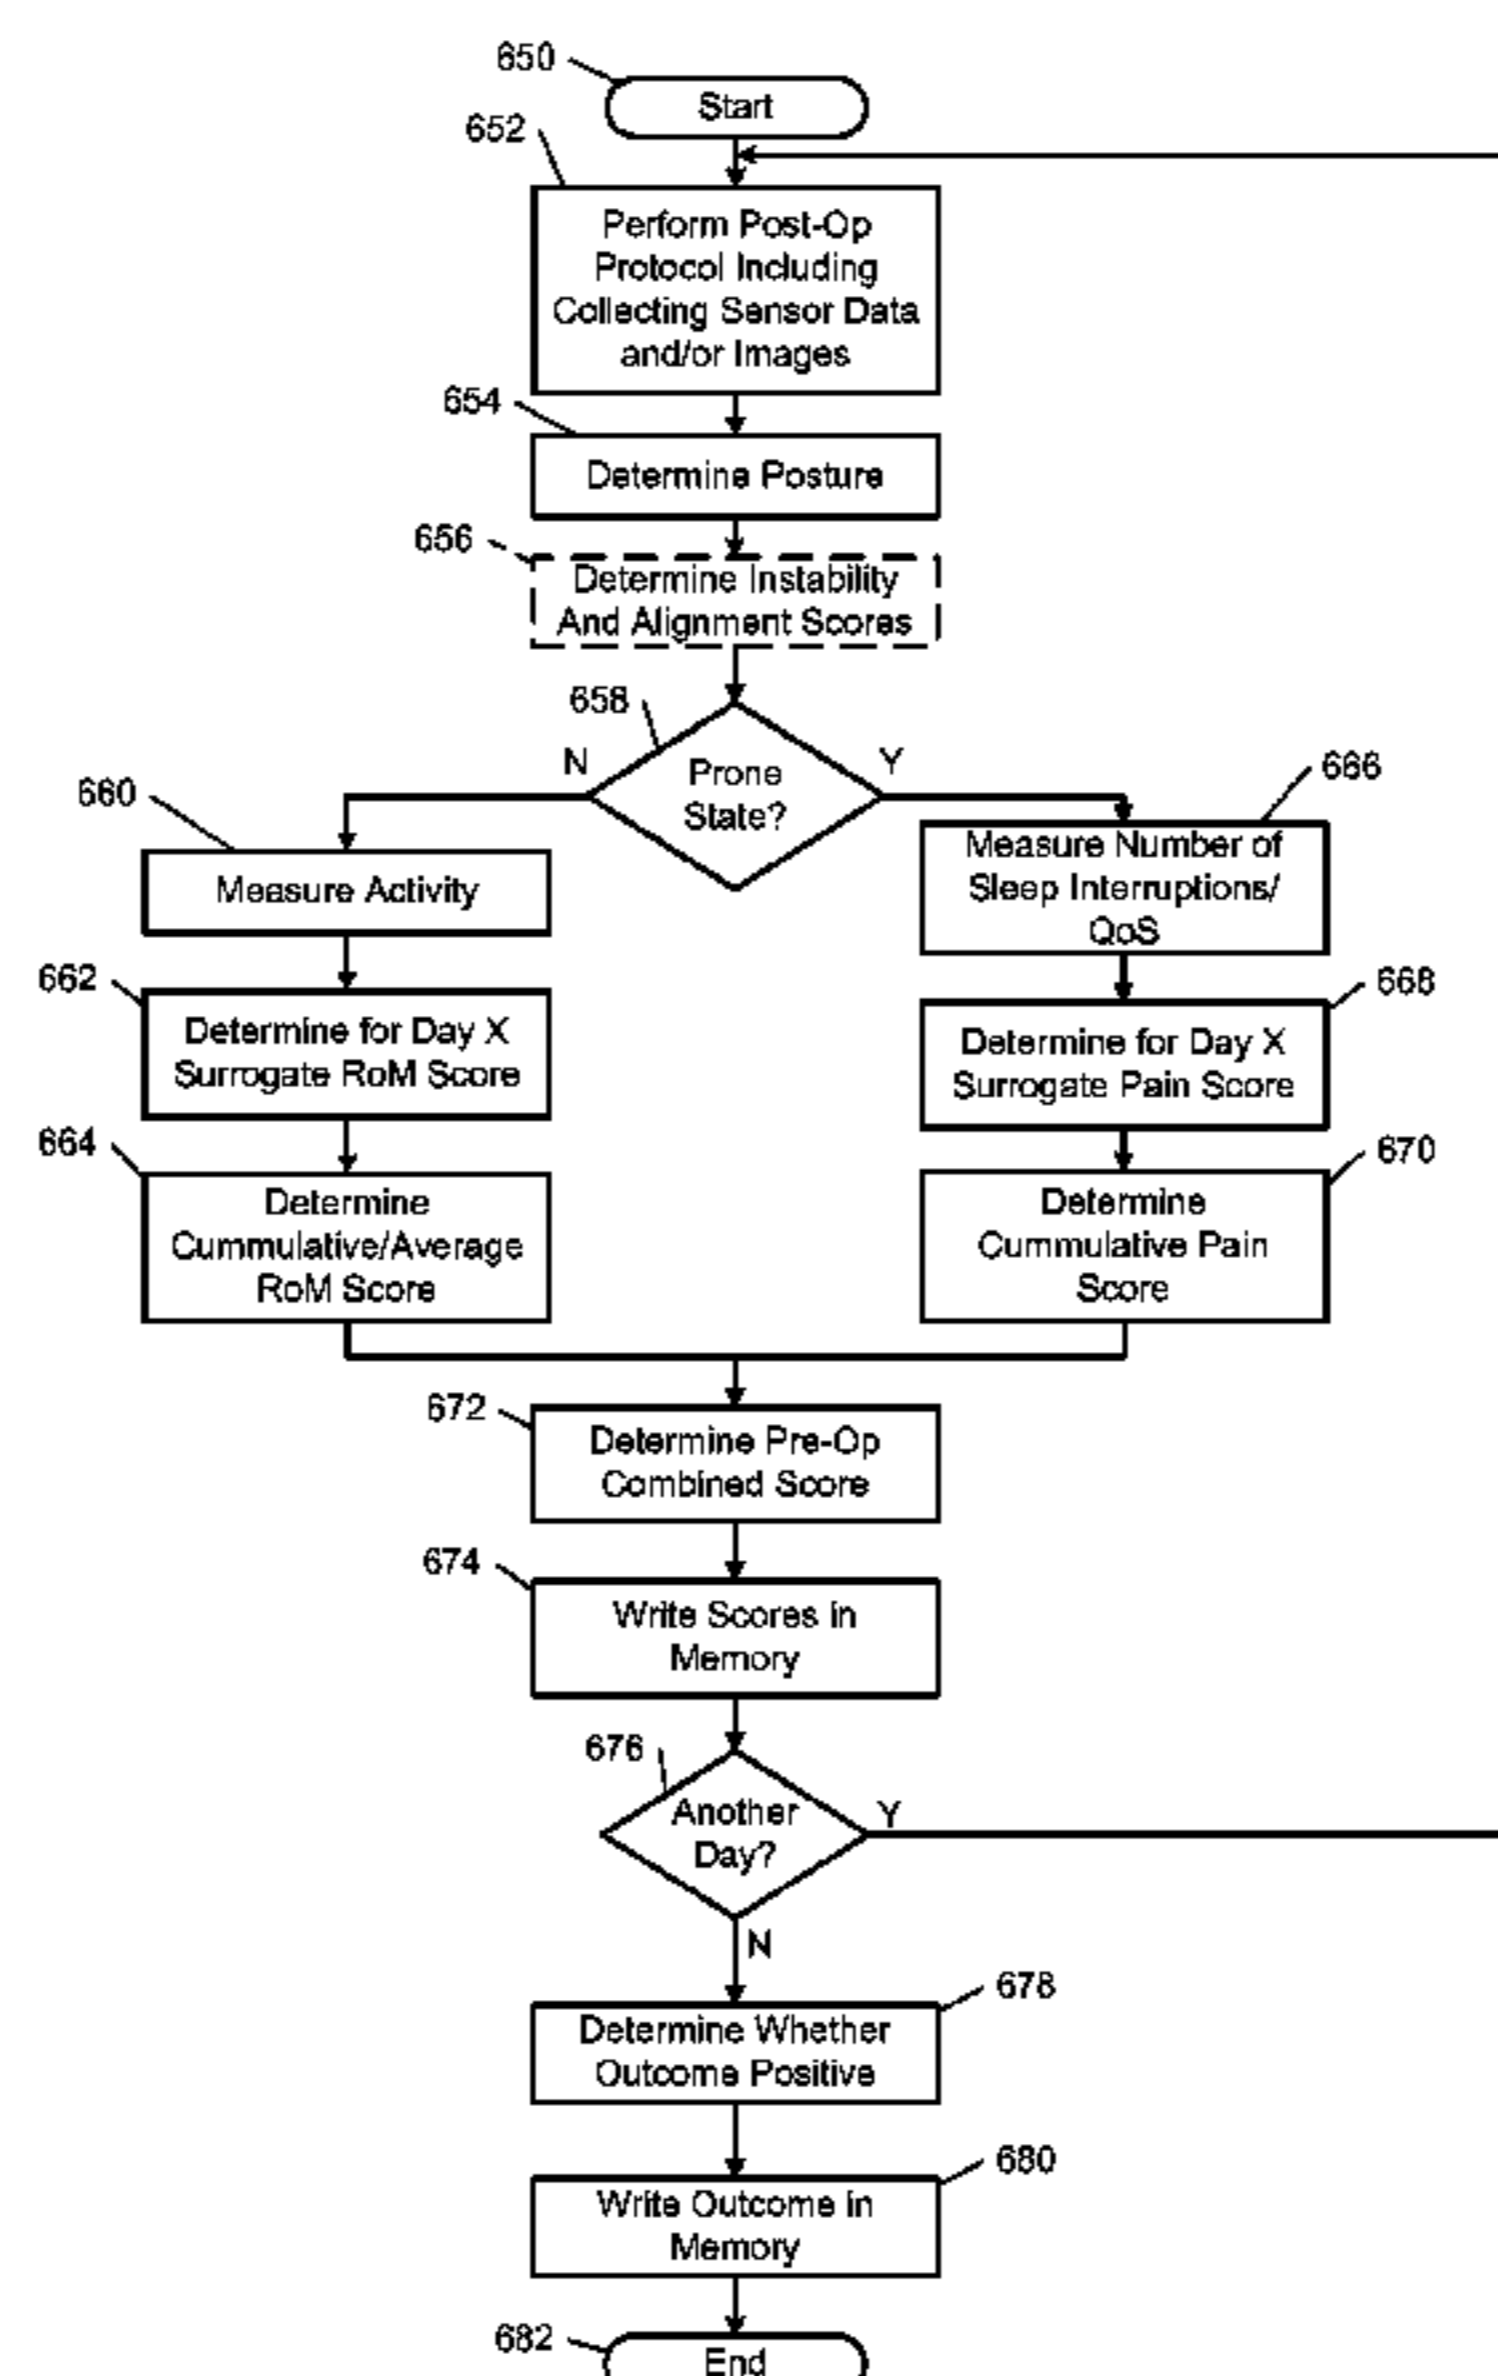 650
Start
652
Perform Post-Op
Protocol Including
Collecting Sensor Data
and/or Images
654
Determine Posture
656
Determine Instability
And Alignment Scores
658
N
Prone
State?
Y
660
Measure Activity
662
Determine for Day X
Surrogate RoM Score
664
Determine
Cummulative/Average
RoM Score
666
Measure Number of
Sleep Interruptions/
QoS
668
Determine for Day X
Surrogate Pain Score
670
Determine
Cummulative Pain
Score
672
Determine Pre-Op
Combined Score
674
Write Scores in
Memory
676
Another
Day?
Y
N
678
Determine Whether
Outcome Positive
680
Write Outcome in
Memory
682
End